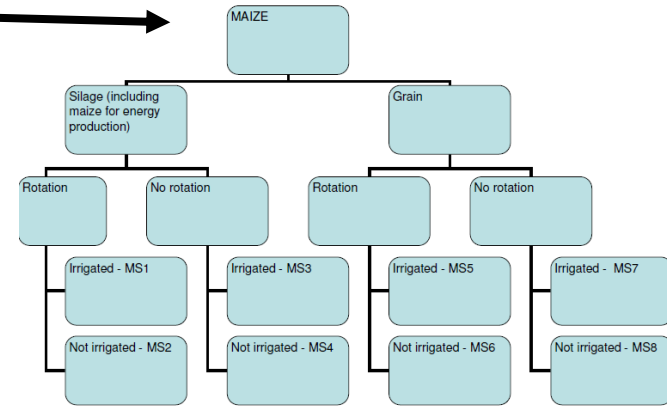 MAIZE
Silage (including
maize for energy
production)
Grain
Rotation
No rotation
Rotation
No rotation
Irrigated - MS1
Irrigated - MS3
Irrigated - MS5
Irrigated - MS7
Not irrigated - MS2
Not irrigated - MS4
Not irrigated - MS6
Not irrigated - MS8